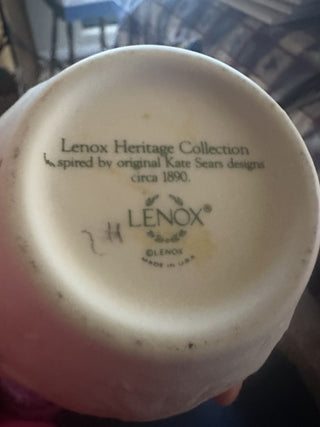 Lenox Heritage Collection
Inspired by original Kate Sears designs
circa 1890.
LENOX®
©LENOX
MADE IN U.S.A.